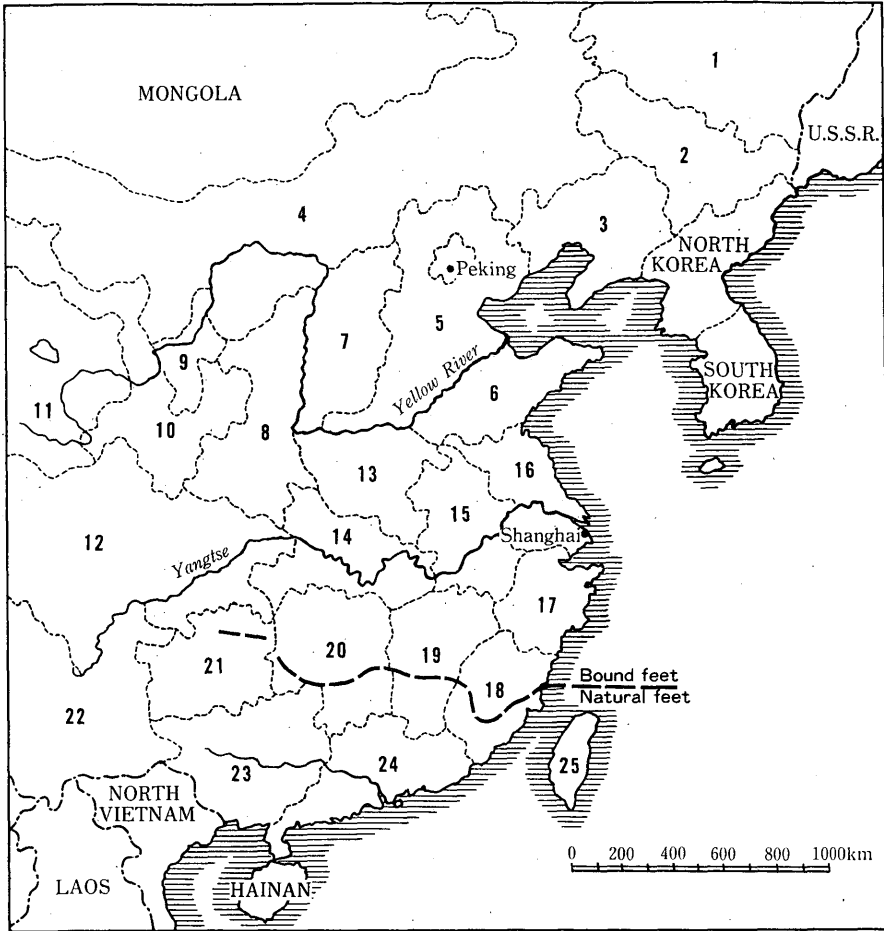 1
MONGOLA
U.S.S.R.
2
4
3
NORTH
KOREA
Peking
5
7
Yellow River
9
SOUTH
KOREA
6
11
8
10
13
16
15
12
14
Shanghai
Yangtse
17
20
19
21
18
Bound feet
Natural feet
22
25
24
23
NORTH
VIETNAM
0 200 400 600 800 1000km
LAOS
HAINAN